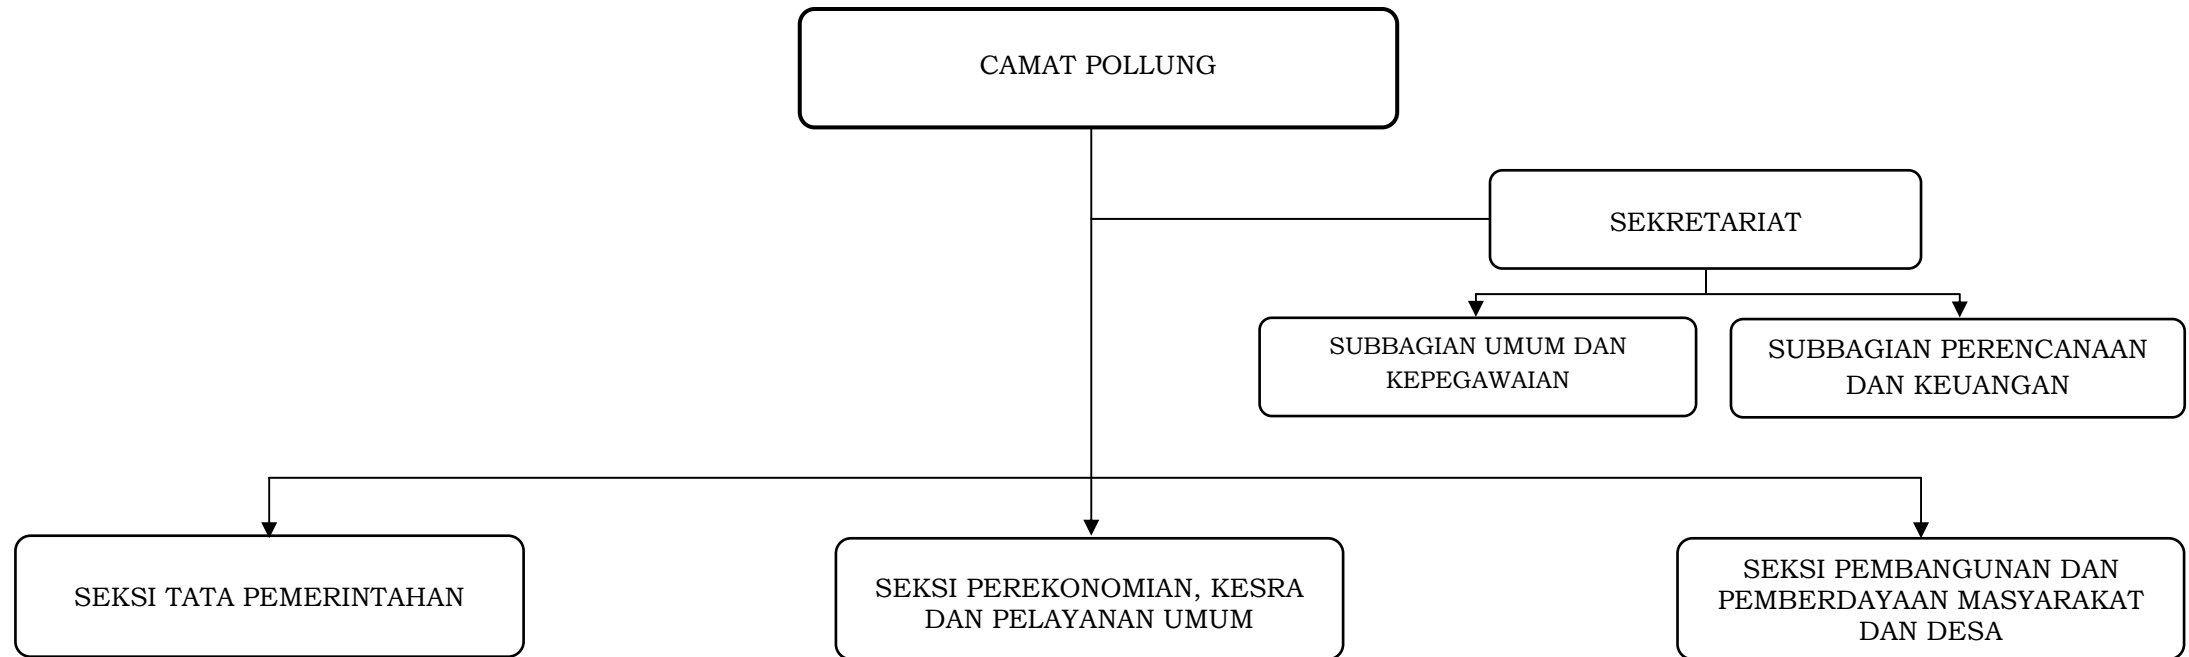 CAMAT POLLUNG
SEKRETARIAT
SUBBAGIAN UMUM DAN
KEPEGAWAIAN
SUBBAGIAN PERENCANAAN
DAN KEUANGAN
SEKSI TATA PEMERINTAHAN
SEKSI PEREKONOMIAN, KESRA
DAN PELAYANAN UMUM
SEKSI PEMBANGUNAN DAN
PEMBERDAYAAN MASYARAKAT
DAN DESA